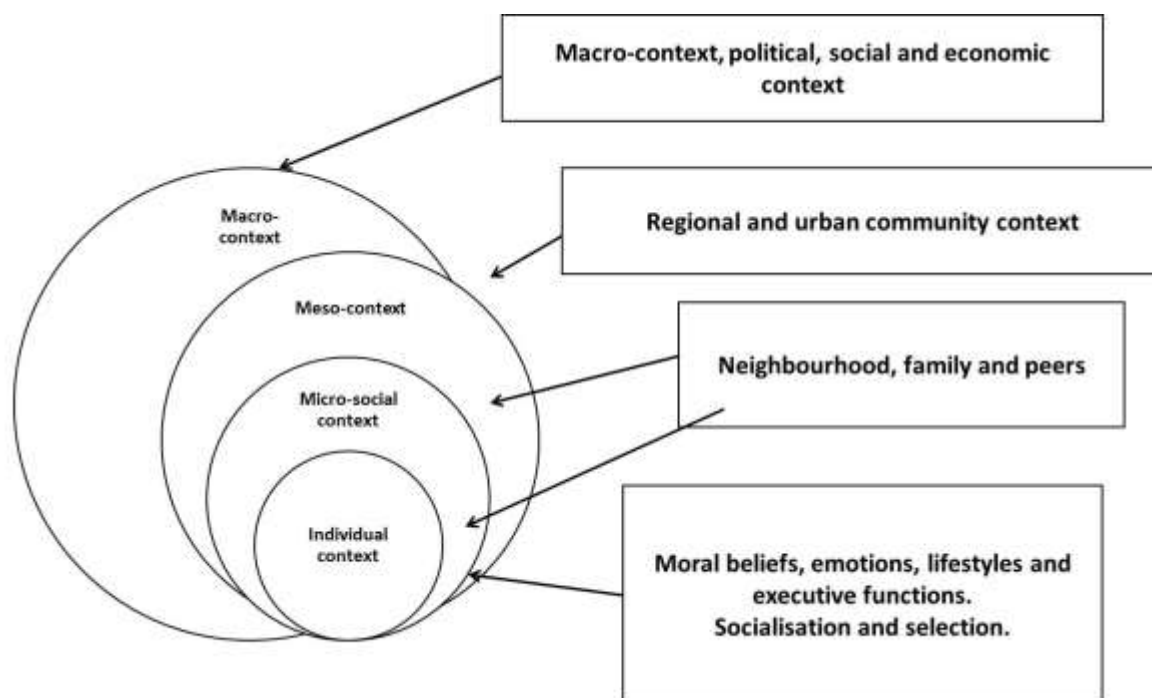 Macro-context, political, social and economic
context
Macro-
context
Regional and urban community context
Meso-context
Neighbourhood, family and peers
Micro-social
context
Individual
context
Moral beliefs, emotions, lifestyles and
executive functions.
Socialisation and selection.